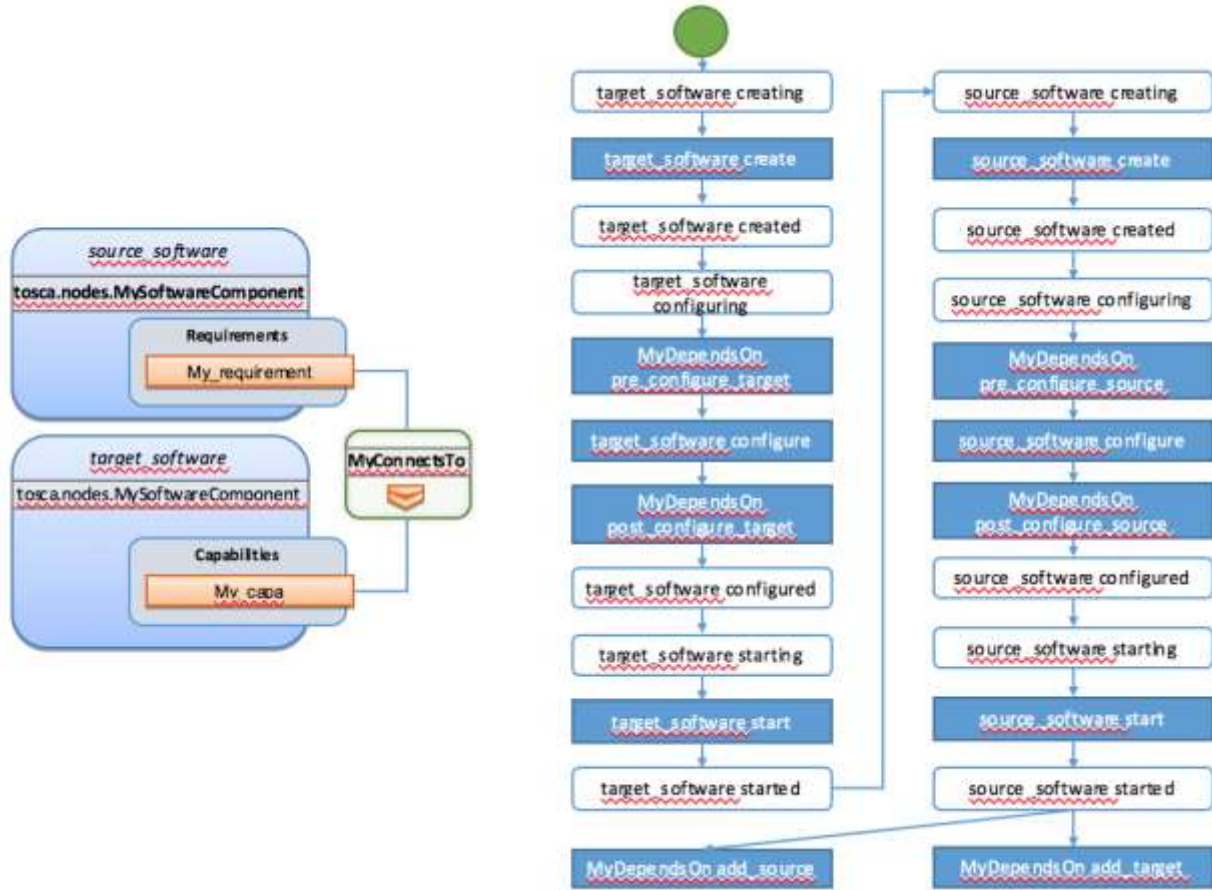 source_software
tosca.nodes.MySoftwareComponent
Requirements
My_requirement
target_software
tosca.nodes.MySoftwareComponent
Capabilities
My_capa
MyConnectsTo
target_software creating
target_software create
target_software created
target_software
configuring
MyDependsOn
pre_configure_target
target_software configure
MyDependsOn
post_configure_target
target_software configured
target_software starting
target_software start
target_software started
MyDependsOn add_source
source_software creating
source_software create
source_software created
source_software configuring
MyDependsOn
pre_configure_source
source_software configure
MyDependsOn
post_configure_source
source_software configured
source_software starting
source_software start
source_software started
MyDependsOn add_target